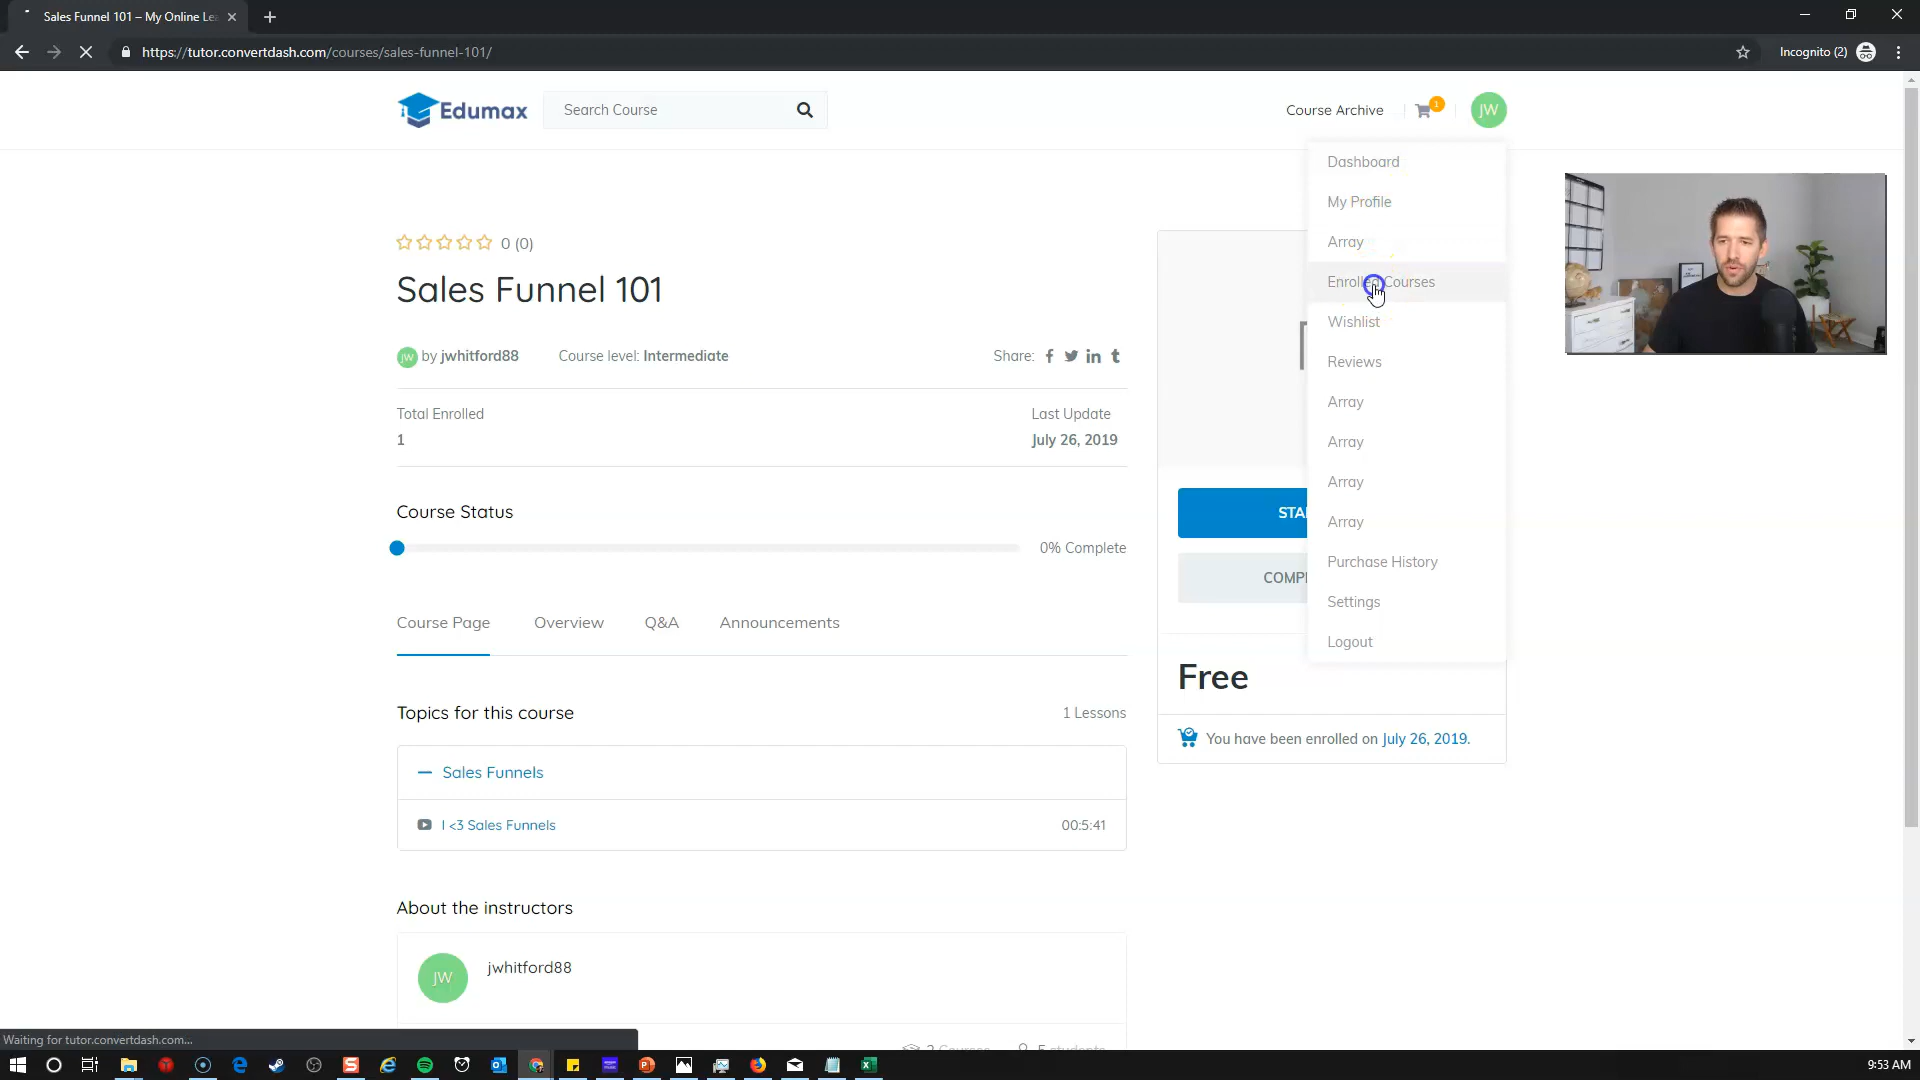 Sales Funnel 101 – My Online Lea
https://tutor.convertdash.com/courses/sales-funnel-101/
Incognito (2)
Edumax
Search Course
Course Archive
1
JW
Dashboard
My Profile
Array
Enrolled Courses
Wishlist
Reviews
Array
Array
Array
Array
Purchase History
Settings
Logout
0 (0)
Sales Funnel 101
JW by jwhitford88
Course level: Intermediate
Share:
Total Enrolled
Last Update
1
July 26, 2019
Course Status
0% Complete
STA
COMP
Course Page
Overview
Q&A
Announcements
Free
You have been enrolled on July 26, 2019.
Topics for this course
1 Lessons
Sales Funnels
I <3 Sales Funnels
00:5:41
About the instructors
JW
jwhitford88
2 Courses
5 students
Waiting for tutor.convertdash.com...
9:53 AM